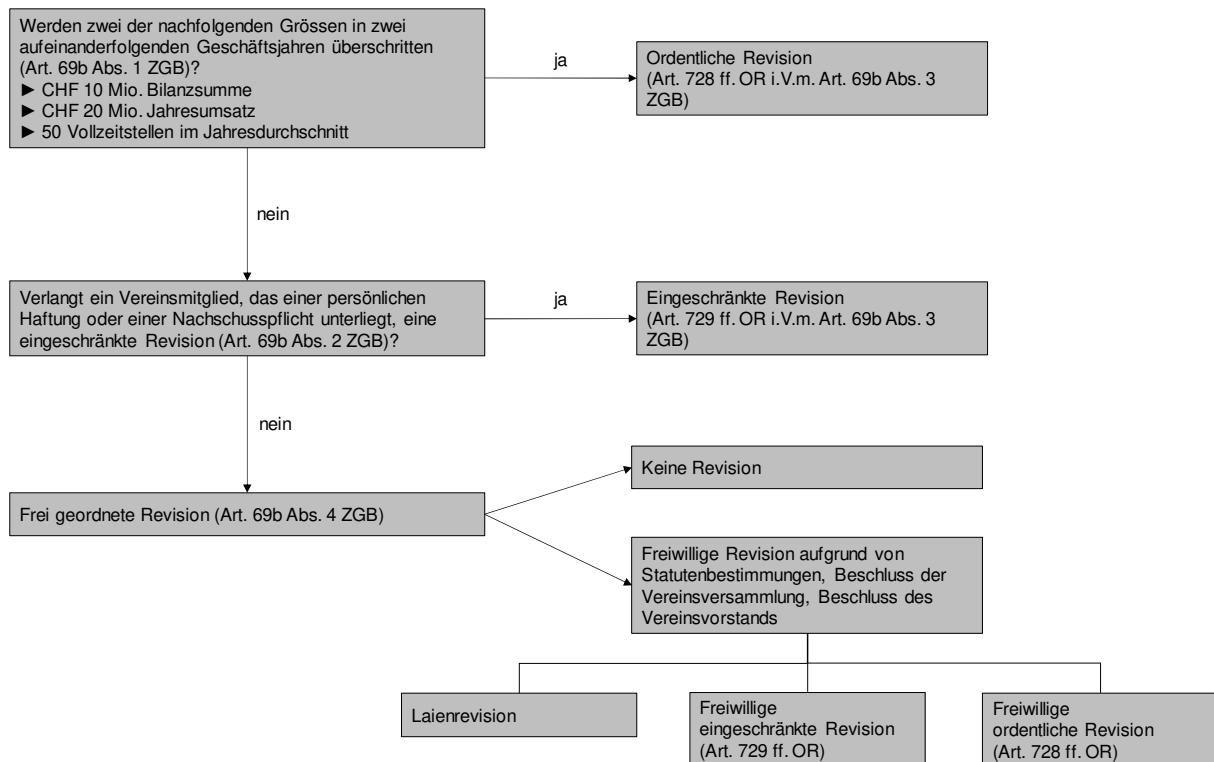 Werden zwei der nachfolgenden Grössen in zwei
aufeinanderfolgenden Geschäftsjahren überschritten
(Art. 69b Abs. 1 ZGB)?
► CHF 10 Mio. Bilanzsumme
► CHF 20 Mio. Jahresumsatz
► 50 Vollzeitstellen im Jahresdurchschnitt
ja
Ordentliche Revision
(Art. 728 ff. OR i.V.m. Art. 69b Abs. 3
ZGB)
nein
Verlangt ein Vereinsmitglied, das einer persönlichen
Haftung oder einer Nachschusspflicht unterliegt, eine
eingeschränkte Revision (Art. 69b Abs. 2 ZGB)?
ja
Eingeschränkte Revision
(Art. 729 ff. OR i.V.m. Art. 69b Abs. 3
ZGB)
nein
Keine Revision
Frei geordnete Revision (Art. 69b Abs. 4 ZGB)
Freiwillige Revision aufgrund von
Statutenbestimmungen, Beschluss der
Vereinsversammlung, Beschluss des
Vereinsvorstands
Laienrevision
Freiwillige
eingeschränkte Revision
(Art. 729 ff. OR)
Freiwillige
ordentliche Revision
(Art. 728 ff. OR)